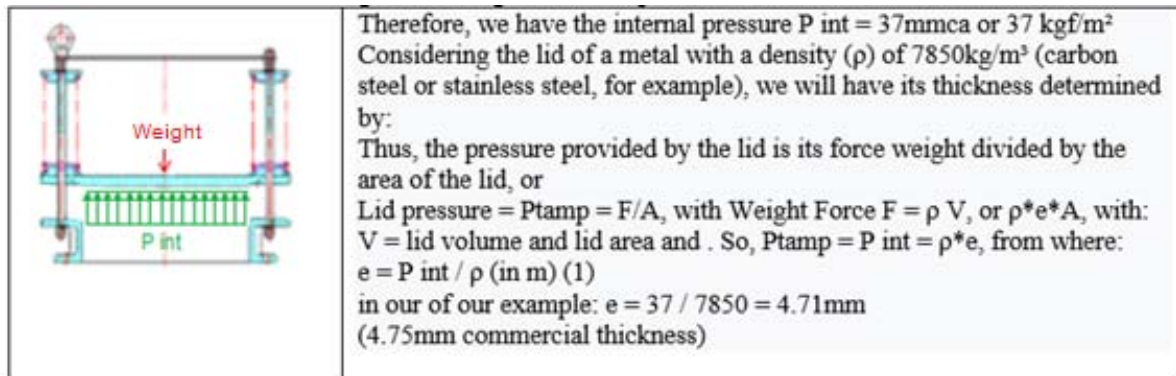 Weight
P int
Therefore, we have the internal pressure P int = 37mmca or 37 kgf/m²
Considering the lid of a metal with a density (ρ) of 7850kg/m³ (carbon
steel or stainless steel, for example), we will have its thickness determined
by:
Thus, the pressure provided by the lid is its force weight divided by the
area of the lid, or
Lid pressure = Ptamp = F/A, with Weight Force F = ρ V, or ρ*e*A, with:
V = lid volume and lid area and . So, Ptamp = P int = ρ*e, from where:
e = P int / ρ (in m) (1)
in our of our example: e = 37 / 7850 = 4.71mm
(4.75mm commercial thickness)